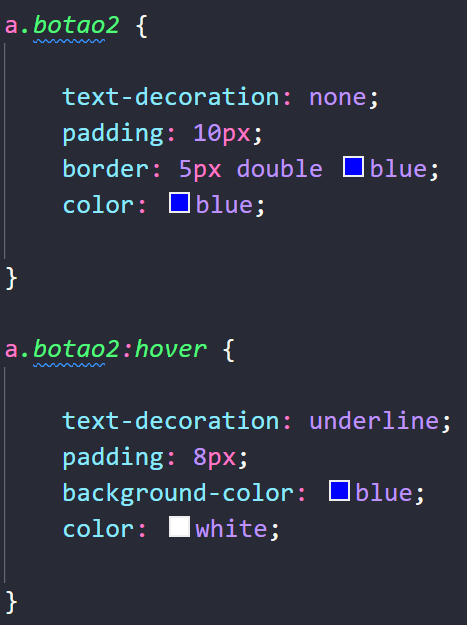 a.botao2 {
text-decoration: none;
padding: 10px;
border: 5px double blue;
color: blue;
}
a.botao2:hover {
text-decoration: underline;
padding: 8px;
background-color: blue;
color: white;
}